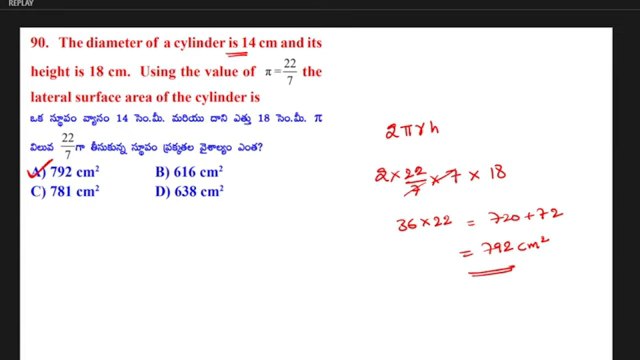 REPLAY
90. The diameter of a cylinder is 14 cm and its
height is 18 cm. Using the value of π = 22/7 the
lateral surface area of the cylinder is
ఒక స్థూపం వ్యాసం 14 సెం.మీ. మరియు దాని ఎత్తు 18 సెం.మీ. π
విలువ 22/7 గా తీసుకున్న స్థూపం ప్రక్కతల వైశాల్యం ఎంత?
A) 792 cm² B) 616 cm²
C) 781 cm² D) 638 cm²
2πrh
2 × 22/7 × 7 × 18
36 × 22 = 720 + 72
= 792 cm²